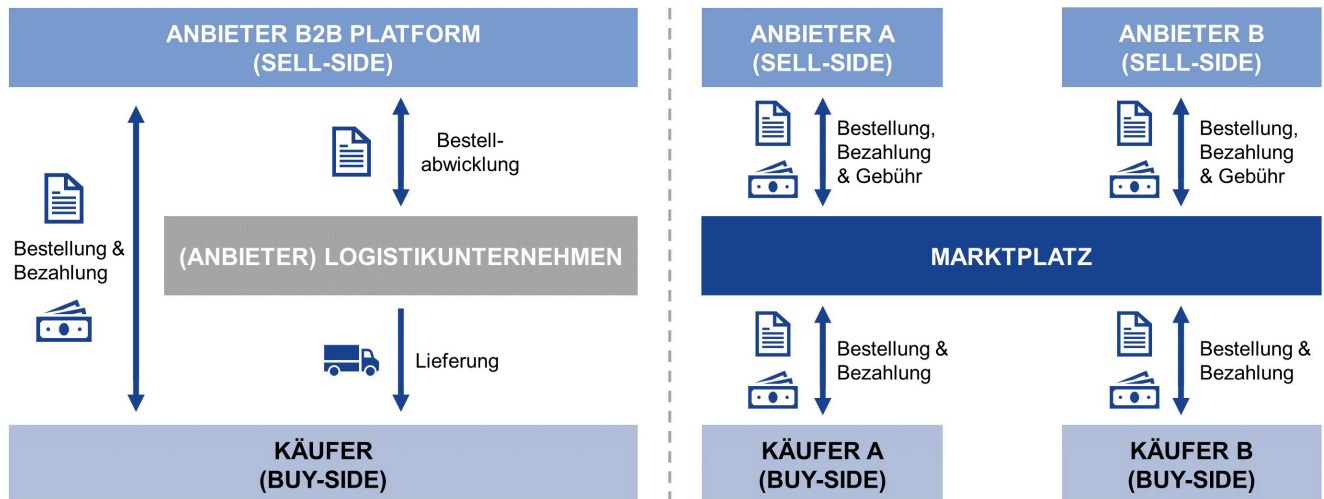 ANBIETER B2B PLATFORM
(SELL-SIDE)
Bestell-
abwicklung
Bestellung &
Bezahlung
(ANBIETER) LOGISTIKUNTERNEHMEN
Lieferung
KÄUFER
(BUY-SIDE)
ANBIETER A
(SELL-SIDE)
ANBIETER B
(SELL-SIDE)
Bestellung,
Bezahlung
& Gebühr
Bestellung,
Bezahlung
& Gebühr
MARKTPLATZ
Bestellung &
Bezahlung
Bestellung &
Bezahlung
KÄUFER A
(BUY-SIDE)
KÄUFER B
(BUY-SIDE)